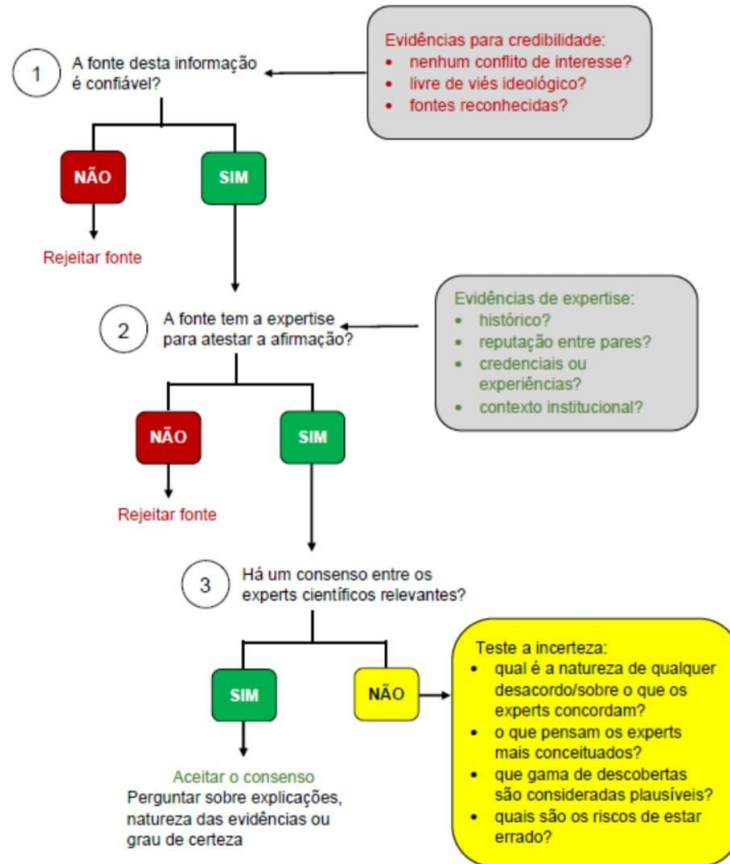 1
A fonte desta informação
é confiável?
Evidências para credibilidade:
• nenhum conflito de interesse?
• livre de viés ideológico?
• fontes reconhecidas?
NÃO
SIM
Rejeitar fonte
2
A fonte tem a expertise
para atestar a afirmação?
Evidências de expertise:
• histórico?
• reputação entre pares?
• credenciais ou
experiências?
• contexto institucional?
NÃO
SIM
Rejeitar fonte
3
Há um consenso entre os
experts científicos relevantes?
SIM
NÃO
Aceitar o consenso
Perguntar sobre explicações,
natureza das evidências ou
grau de certeza
Teste a incerteza:
• qual é a natureza de qualquer
desacordo/sobre o que os
experts concordam?
• o que pensam os experts
mais conceituados?
• que gama de descobertas
são consideradas plausíveis?
• quais são os riscos de estar
errado?